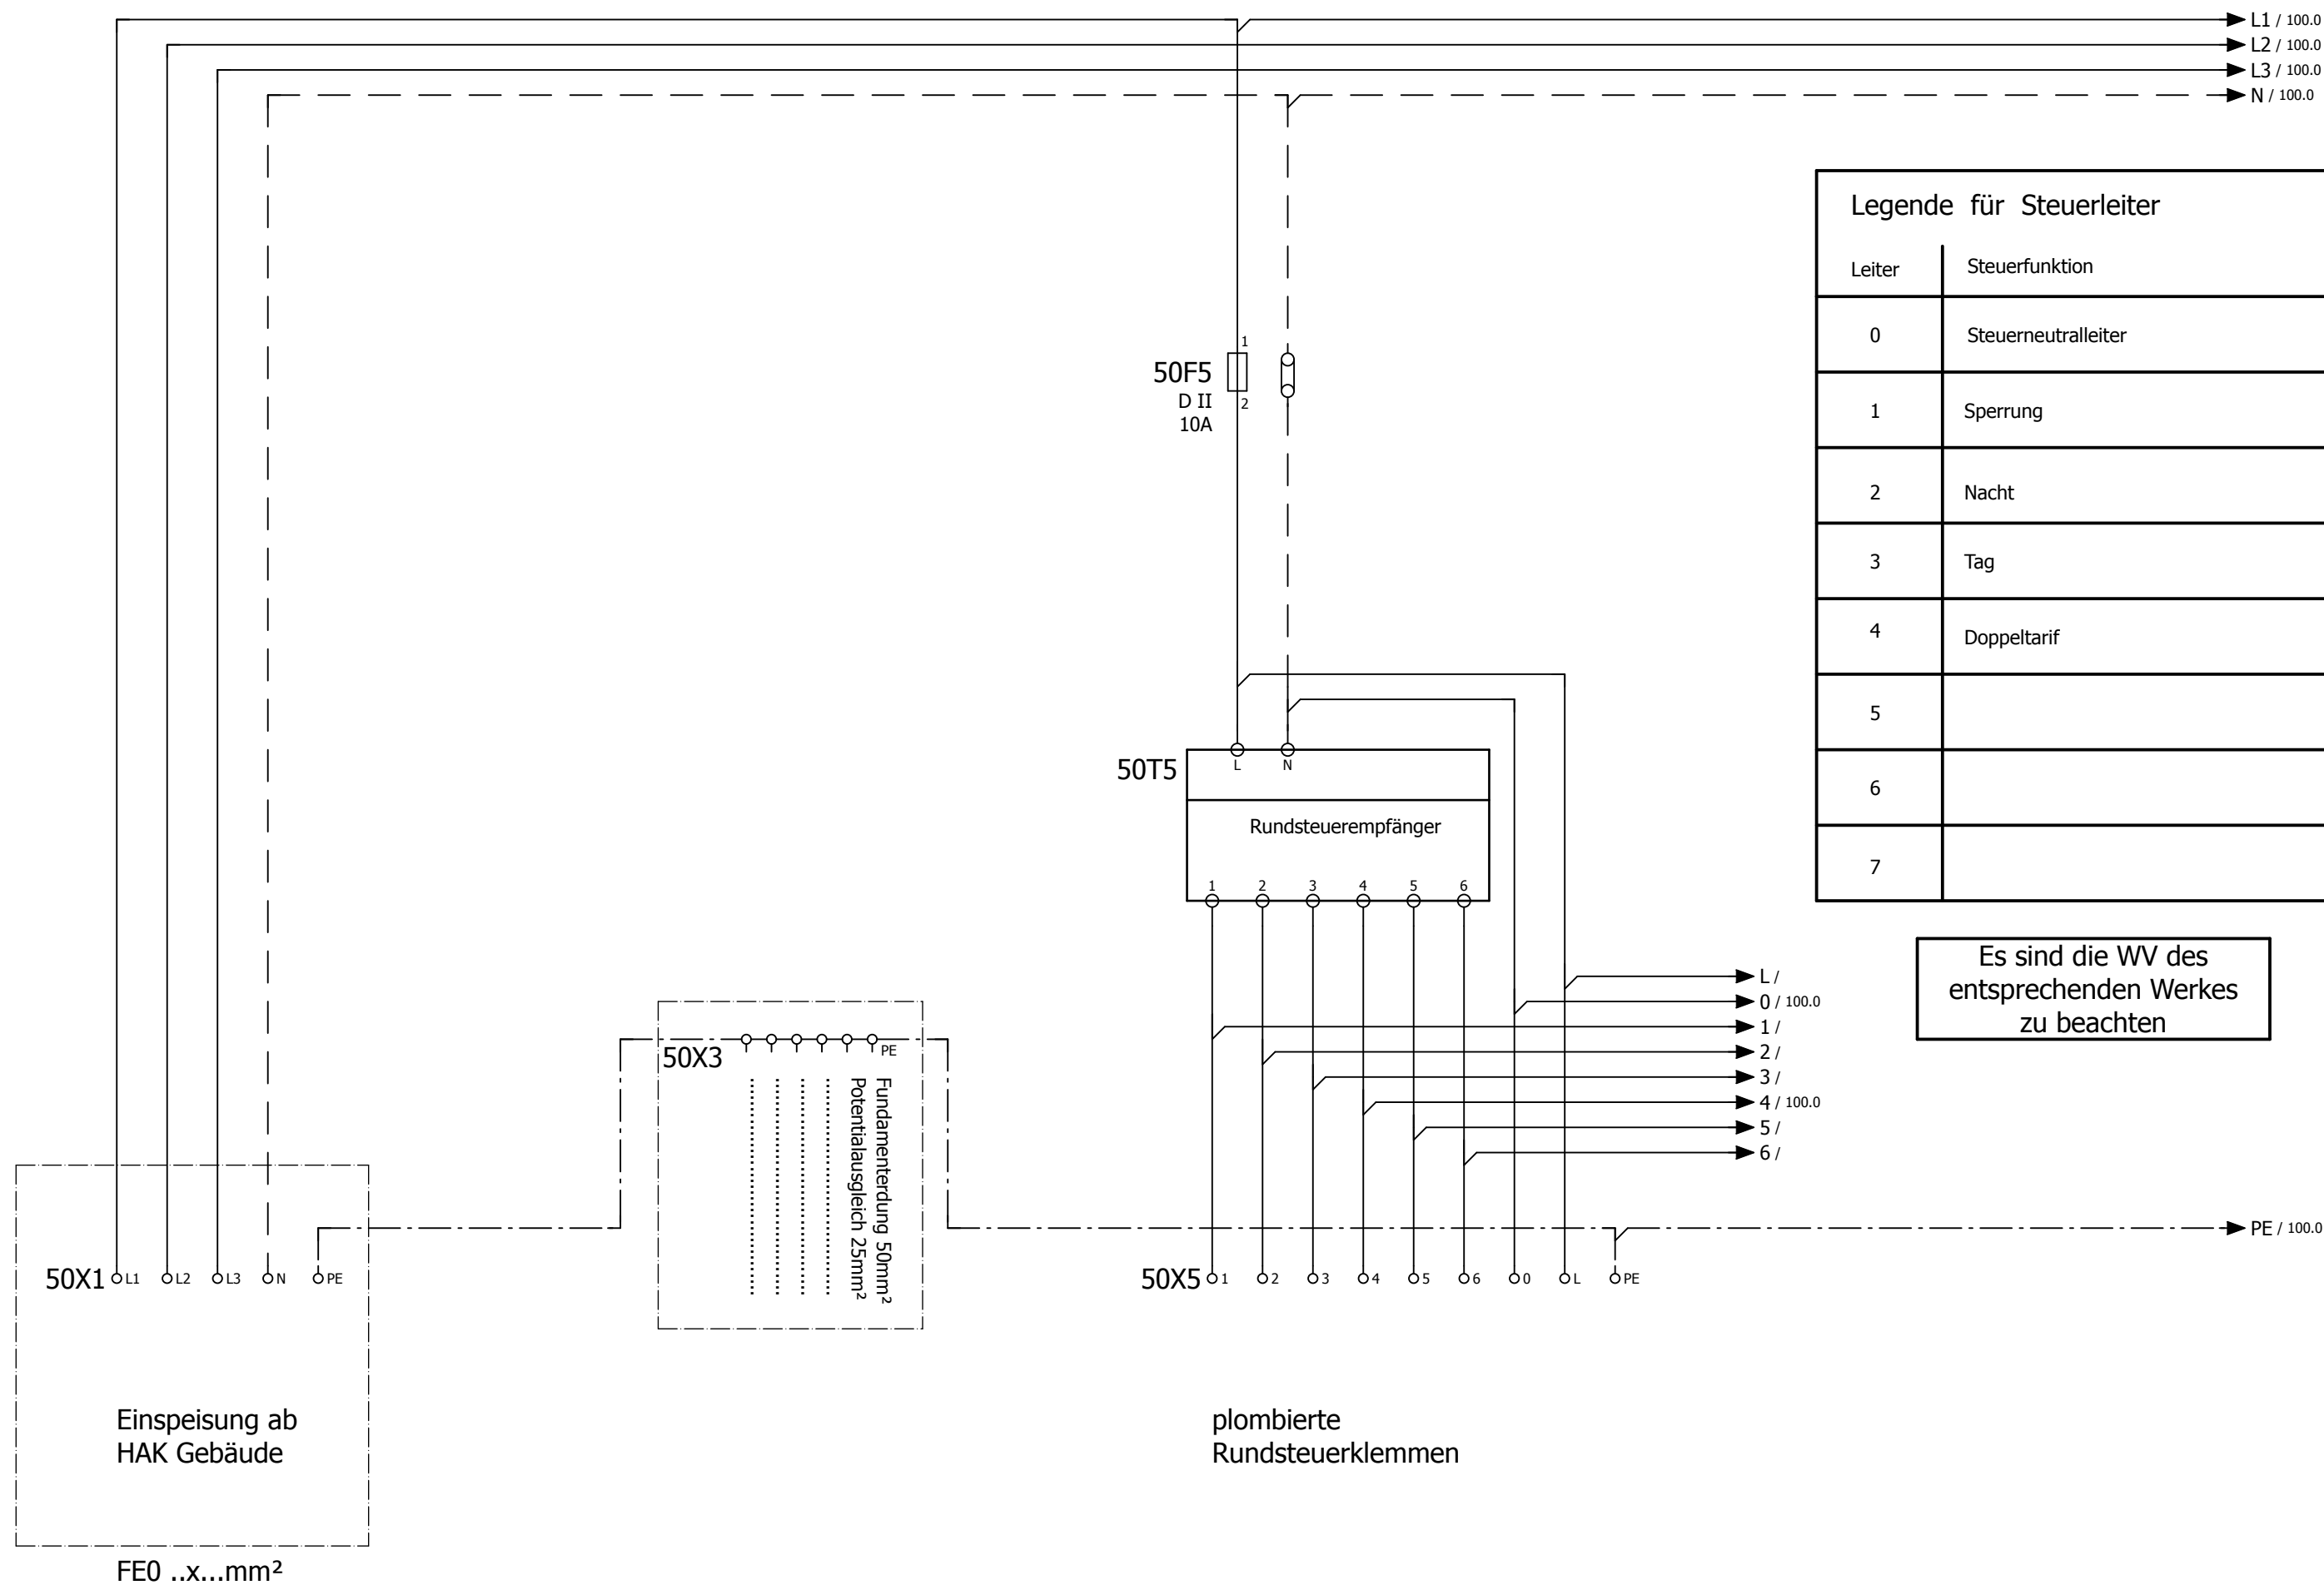 L1 / 100.0
L2 / 100.0
L3 / 100.0
N / 100.0
Legende für Steuerleiter
Leiter Steuerfunktion
0 Steuerneutralleiter
1 Sperrung
2 Nacht
3 Tag
4 Doppeltarif
5
6
7
1
50F5
D II
2
10A
50T5
L N
Rundsteuerempfänger
1 2 3 4 5 6
Es sind die WV des
entsprechenden Werkes
zu beachten
L /
0 / 100.0
1 /
2 /
3 /
4 / 100.0
5 /
6 /
50X3
PE
Fundamenterdung 50mm²
Potentialausgleich 25mm²
PE / 100.0
50X1 L1 L2 L3 N PE
50X5 1 2 3 4 5 6 0 L PE
Einspeisung ab
HAK Gebäude
plombierte
Rundsteuerklemmen
FE0 ..x...mm²